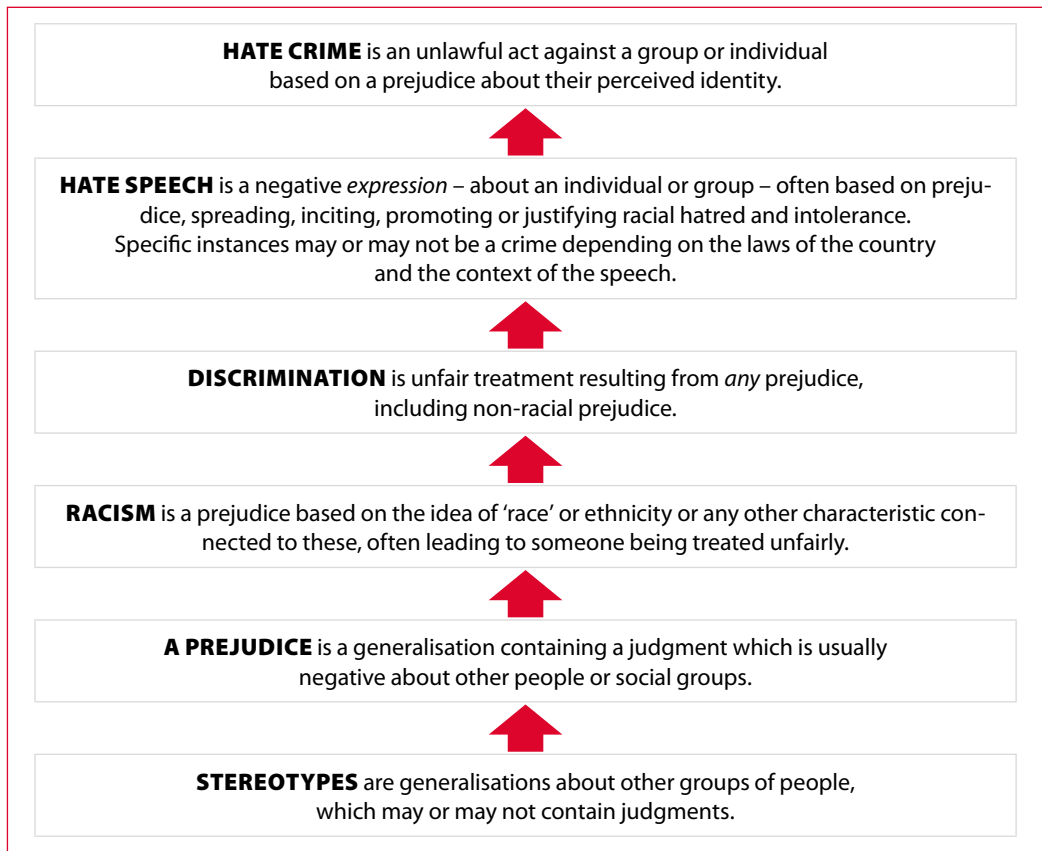 HATE CRIME is an unlawful act against a group or individual
based on a prejudice about their perceived identity.
HATE SPEECH is a negative expression – about an individual or group – often based on preju-
dice, spreading, inciting, promoting or justifying racial hatred and intolerance.
Specific instances may or may not be a crime depending on the laws of the country
and the context of the speech.
DISCRIMINATION is unfair treatment resulting from any prejudice,
including non-racial prejudice.
RACISM is a prejudice based on the idea of ‘race’ or ethnicity or any other characteristic con-
nected to these, often leading to someone being treated unfairly.
A PREJUDICE is a generalisation containing a judgment which is usually
negative about other people or social groups.
STEREOTYPES are generalisations about other groups of people,
which may or may not contain judgments.